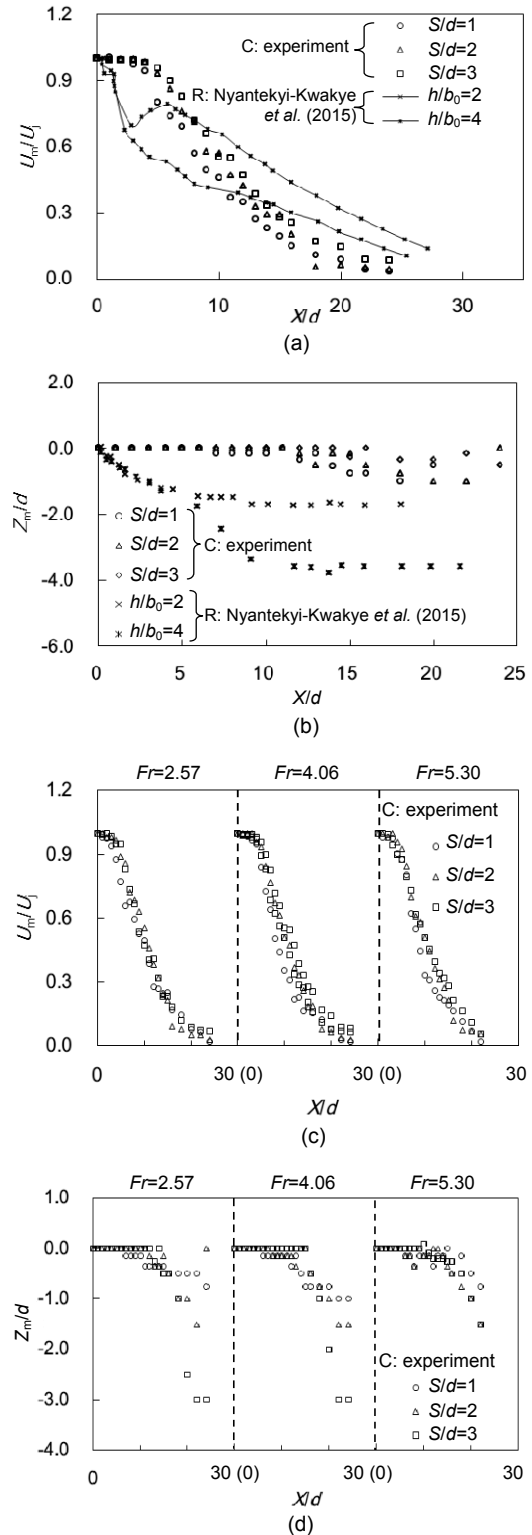 1.2
0.9
0.6
0.3
0.0
U_m/U_j
C: experiment
S/d=1
S/d=2
S/d=3
R: Nyantekyi-Kwakye
et al. (2015)
h/b_0=2
h/b_0=4
0 10 20 30
X/d
(a)
2.0
0.0
-2.0
-4.0
-6.0
Z_m/d
S/d=1
S/d=2
S/d=3
C: experiment
h/b_0=2
h/b_0=4
R: Nyantekyi-Kwakye et al. (2015)
0 5 10 15 20 25
X/d
(b)
Fr=2.57 Fr=4.06 Fr=5.30
1.2
0.9
0.6
0.3
0.0
U_m/U_j
C: experiment
S/d=1
S/d=2
S/d=3
0 30 (0) 30 (0) 30
X/d
(c)
Fr=2.57 Fr=4.06 Fr=5.30
1.0
0.0
-1.0
-2.0
-3.0
-4.0
Z_m/d
C: experiment
S/d=1
S/d=2
S/d=3
0 30 (0) 30 (0) 30
X/d
(d)